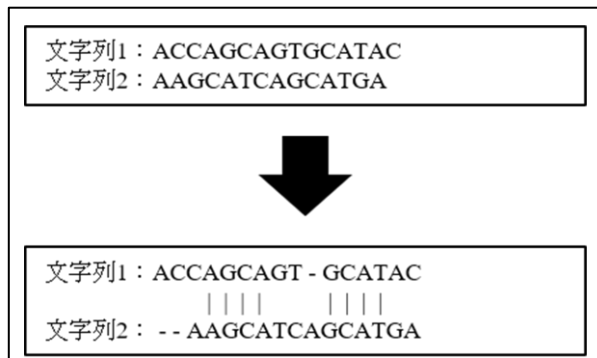 文字列1：ACCAGCAGTGCATAC
文字列2：AAGCATCAGCATGA
文字列1：ACCAGCAGT - GCATAC
| | | | | | | |
文字列2： - - AAGCATCAGCATGA